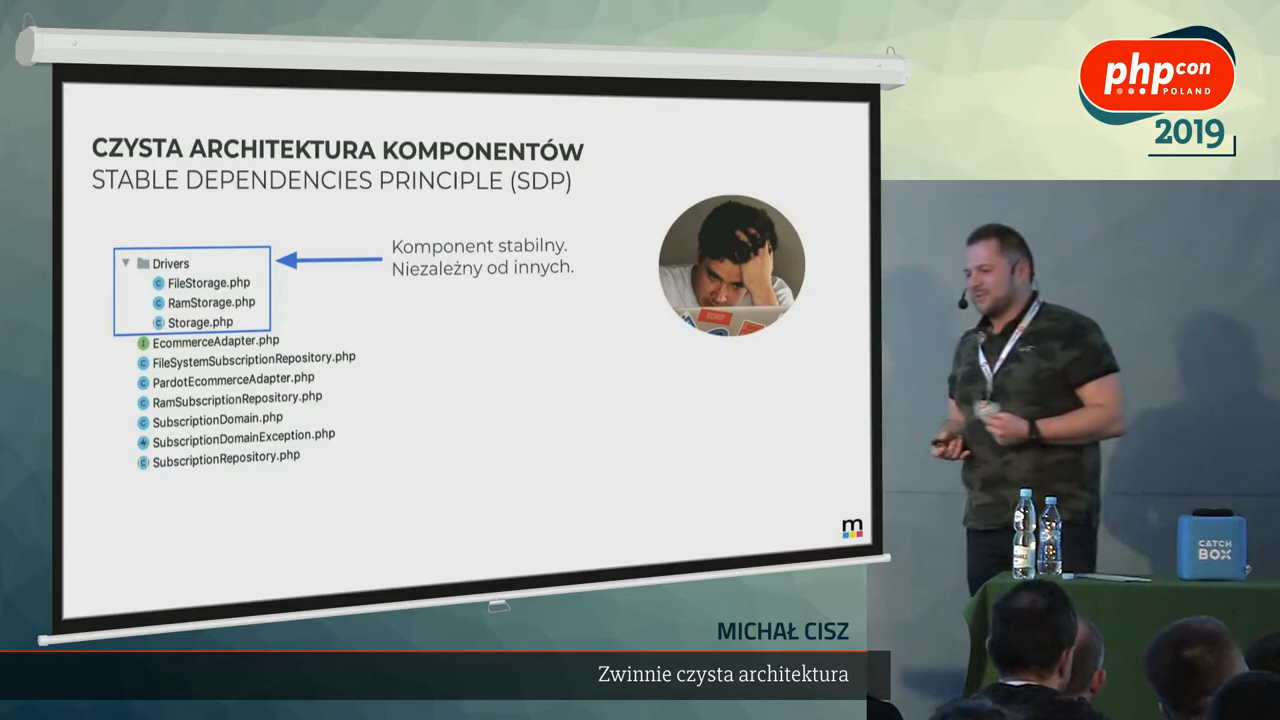 CZYSTA ARCHITEKTURA KOMPONENTÓW
STABLE DEPENDENCIES PRINCIPLE (SDP)
Drivers
FileStorage.php
RamStorage.php
Storage.php
EcommerceAdapter.php
FileSystemSubscriptionRepository.php
PardotEcommerceAdapter.php
RamSubscriptionRepository.php
SubscriptionDomain.php
SubscriptionDomainException.php
SubscriptionRepository.php
Komponent stabilny.
Niezależny od innych.
m
phpcon
POLAND
2019
CATCH
BOX
MICHAŁ CISZ
Zwinnie czysta architektura